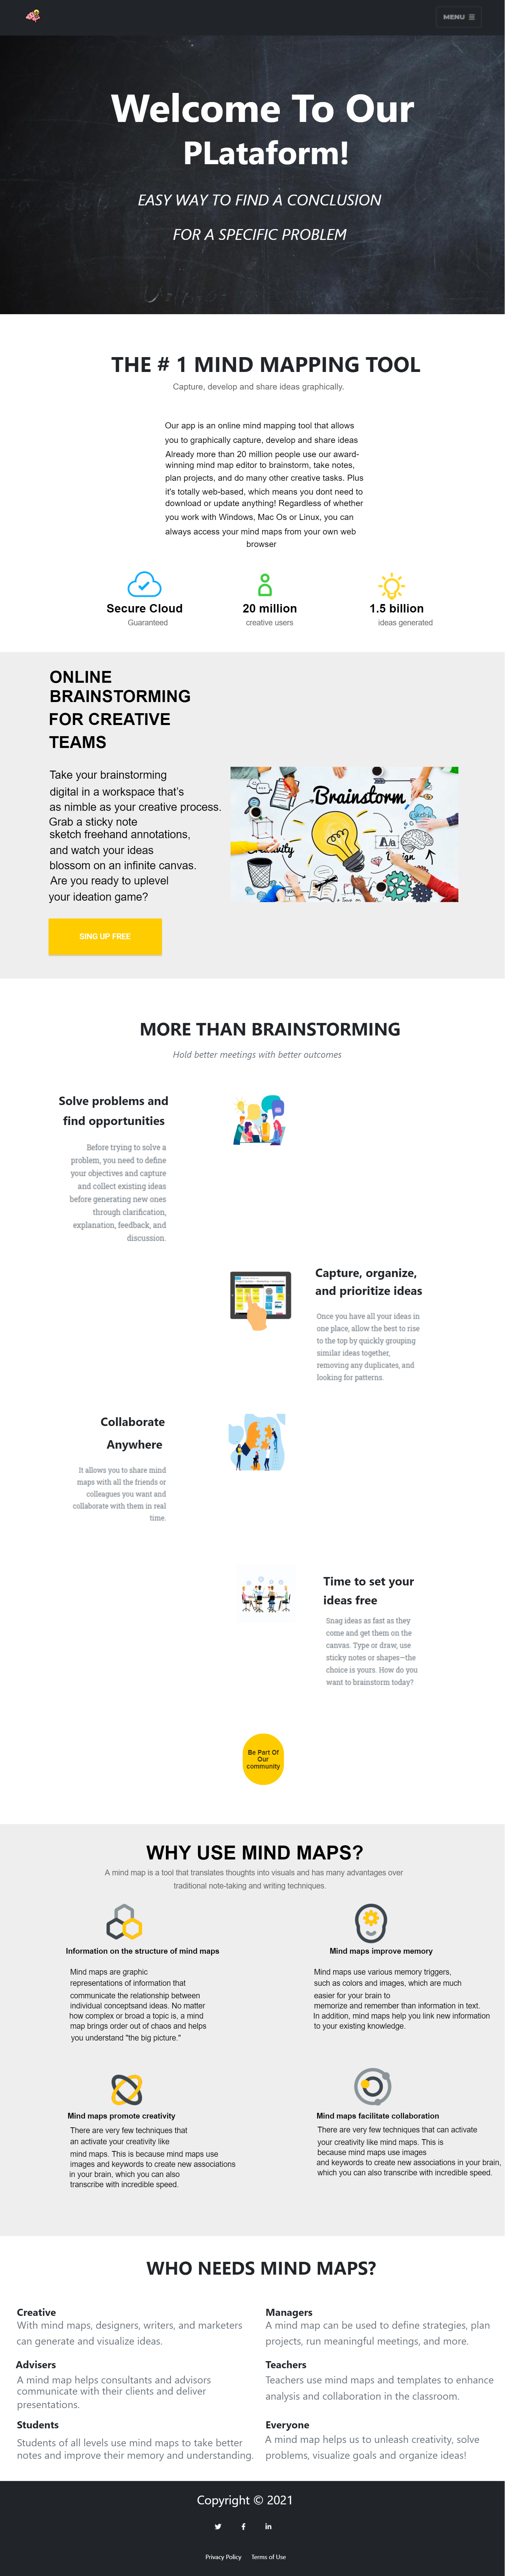 MENU
Welcome To Our
PLataform!
EASY WAY TO FIND A CONCLUSION
FOR A SPECIFIC PROBLEM
THE # 1 MIND MAPPING TOOL
Capture, develop and share ideas graphically.
Our app is an online mind mapping tool that allows
you to graphically capture, develop and share ideas
Already more than 20 million people use our award-
winning mind map editor to brainstorm, take notes,
plan projects, and do many other creative tasks. Plus
it's totally web-based, which means you dont need to
download or update anything! Regardless of whether
you work with Windows, Mac Os or Linux, you can
always access your mind maps from your own web
browser
Secure Cloud
Guaranteed
20 million
creative users
1.5 billion
ideas generated
ONLINE
BRAINSTORMING
FOR CREATIVE
TEAMS
Take your brainstorming
digital in a workspace that's
as nimble as your creative process.
Grab a sticky note
sketch freehand annotations,
and watch your ideas
blossom on an infinite canvas.
Are you ready to uplevel
your ideation game?
Brainstorm
sketch
Aa
SING UP FREE
MORE THAN BRAINSTORMING
Hold better meetings with better outcomes
Solve problems and
find opportunities
Before trying to solve a
problem, you need to define
your objectives and capture
and collect existing ideas
before generating new ones
through clarification,
explanation, feedback, and
discussion.
Capture, organize,
and prioritize ideas
Once you have all your ideas in
one place, allow the best to rise
to the top by quickly grouping
similar ideas together,
removing any duplicates, and
looking for patterns.
Collaborate
Anywhere
It allows you to share mind
maps with all the friends or
colleagues you want and
collaborate with them in real
time.
Time to set your
ideas free
Snag ideas as fast as they
come and get them on the
canvas. Type or draw, use
sticky notes or shapes—the
choice is yours. How do you
want to brainstorm today?
Be Part Of
Our
community
WHY USE MIND MAPS?
A mind map is a tool that translates thoughts into visuals and has many advantages over
traditional note-taking and writing techniques.
Information on the structure of mind maps
Mind maps are graphic
representations of information that
communicate the relationship between
individual conceptsand ideas. No matter
how complex or broad a topic is, a mind
map brings order out of chaos and helps
you understand "the big picture."
Mind maps improve memory
Mind maps use various memory triggers,
such as colors and images, which are much
easier for your brain to
memorize and remember than information in text.
In addition, mind maps help you link new information
to your existing knowledge.
Mind maps promote creativity
There are very few techniques that
an activate your creativity like
mind maps. This is because mind maps use
images and keywords to create new associations
in your brain, which you can also
transcribe with incredible speed.
Mind maps facilitate collaboration
There are very few techniques that can activate
your creativity like mind maps. This is
because mind maps use images
and keywords to create new associations in your brain,
which you can also transcribe with incredible speed.
WHO NEEDS MIND MAPS?
Creative
With mind maps, designers, writers, and marketers
can generate and visualize ideas.
Managers
A mind map can be used to define strategies, plan
projects, run meaningful meetings, and more.
Advisers
A mind map helps consultants and advisors
communicate with their clients and deliver
presentations.
Teachers
Teachers use mind maps and templates to enhance
analysis and collaboration in the classroom.
Students
Students of all levels use mind maps to take better
notes and improve their memory and understanding.
Everyone
A mind map helps us to unleash creativity, solve
problems, visualize goals and organize ideas!
Copyright © 2021
Privacy Policy Terms of Use